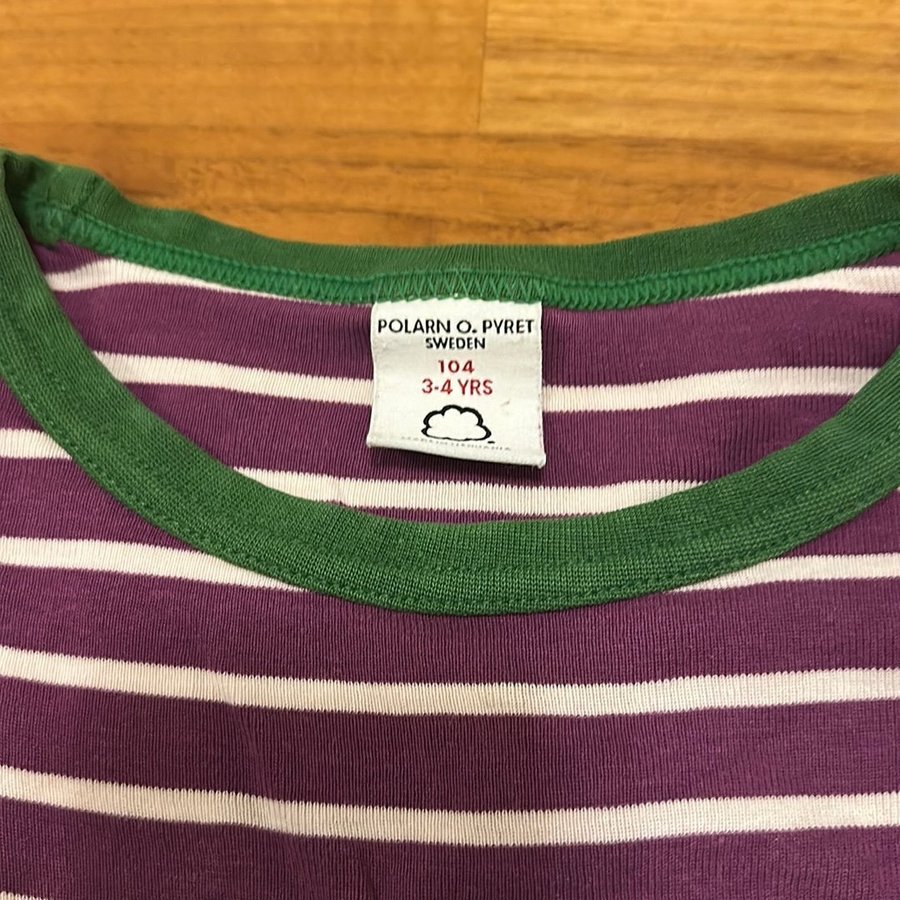 POLARN O. PYRET
SWEDEN
104
3-4 YRS